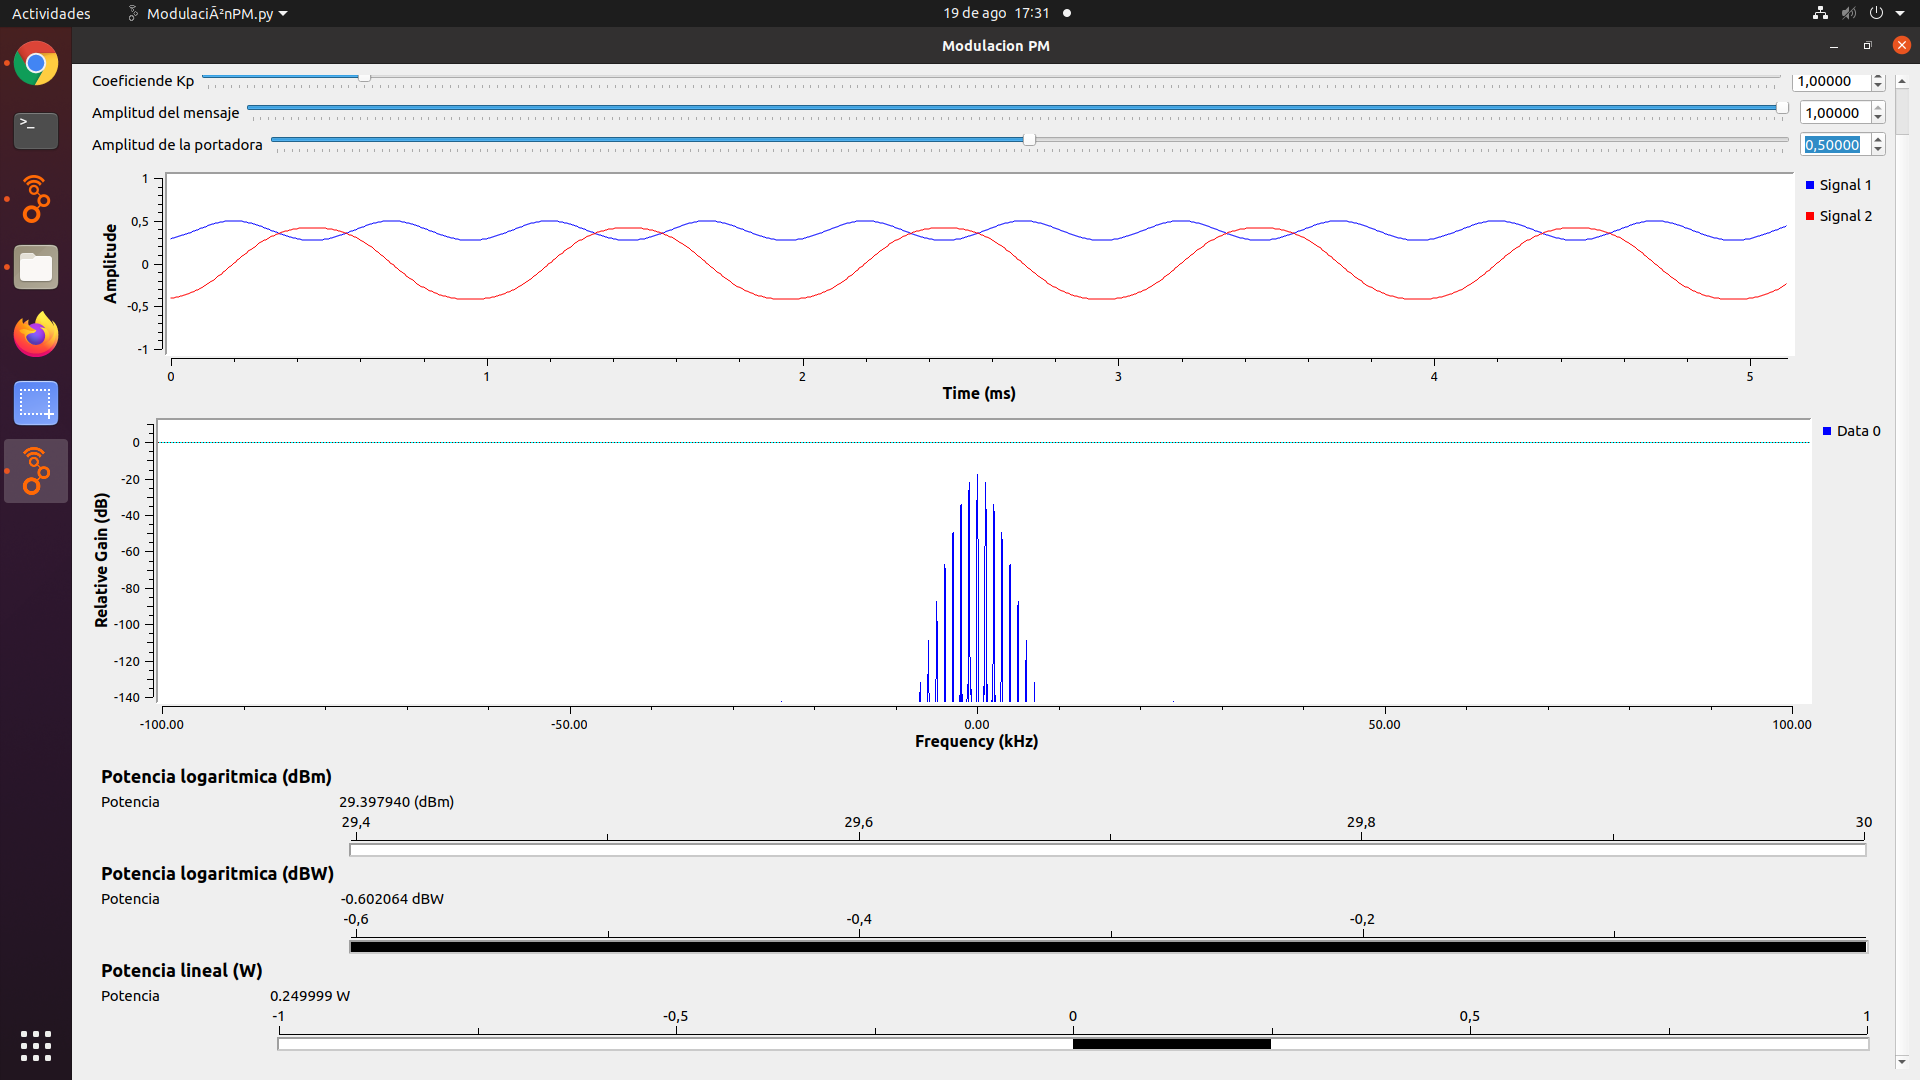 Actividades
ModulaciÃ²nPM.py
19 de ago 17:31
Modulacion PM
Coeficiende Kp
1,00000
Amplitud del mensaje
1,00000
Amplitud de la portadora
0,50000
Amplitude
1
0,5
0
-0,5
-1
Signal 1
Signal 2
0 1 2 3 4 5
Time (ms)
Relative Gain (dB)
0
-20
-40
-60
-80
-100
-120
-140
Data 0
-100.00 -50.00 0.00 50.00 100.00
Frequency (kHz)
Potencia logaritmica (dBm)
Potencia 29.397940 (dBm)
29,4 29,6 29,8 30
Potencia logaritmica (dBW)
Potencia -0.602064 dBW
-0,6 -0,4 -0,2
Potencia lineal (W)
Potencia 0.249999 W
-1 -0,5 0 0,5 1